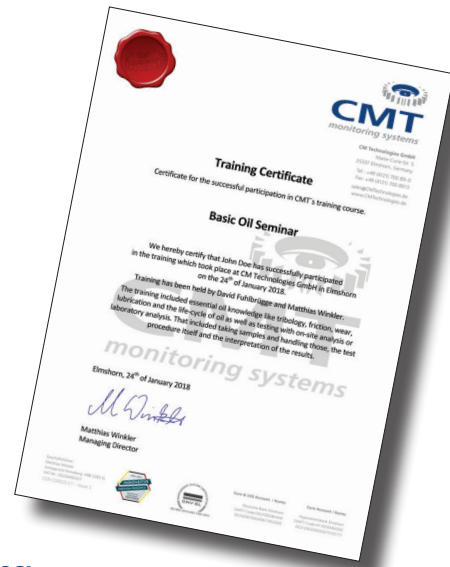 CMT
monitoring systems
CM Technologies GmbH
25337 Elmshorn, Germany
Training Certificate
Certificate for the successful participation in CMT's training course.
Basic Oil Seminar
We hereby certify that John Doe has successfully participated
in the training which took place at CM Technologies GmbH in Elmshorn
on the 24th of January 2018.
Training has been held by David Fuhlbrügge and Matthias Winkler.
The training included essential oil knowledge like tribology, friction, wear,
lubrication and the life-cycle of oil as well as testing with on-site analysis or
laboratory analysis. That included taking samples and handling those, the test
procedure itself and the interpretation of the results.
CMT
monitoring systems
Elmshorn, 24th of January 2018
M Winkler
Matthias Winkler
Managing Director